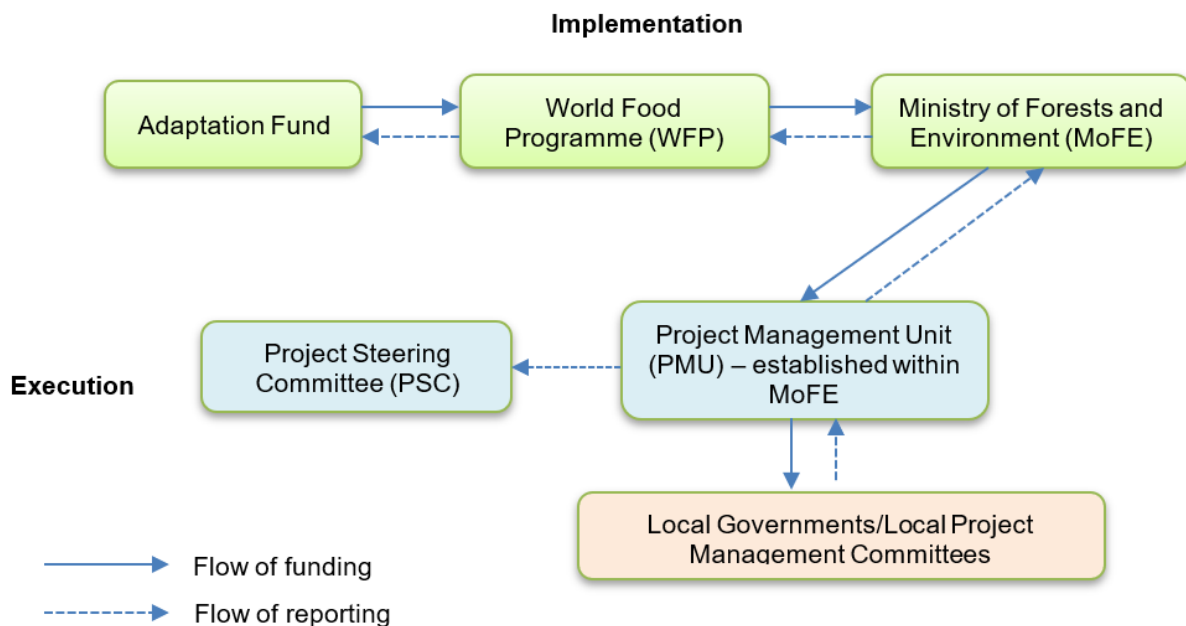 Implementation
Adaptation Fund
World Food
Programme (WFP)
Ministry of Forests and
Environment (MoFE)
Project Steering
Committee (PSC)
Project Management Unit
(PMU) – established within
MoFE
Execution
Local Governments/Local Project
Management Committees
Flow of funding
Flow of reporting